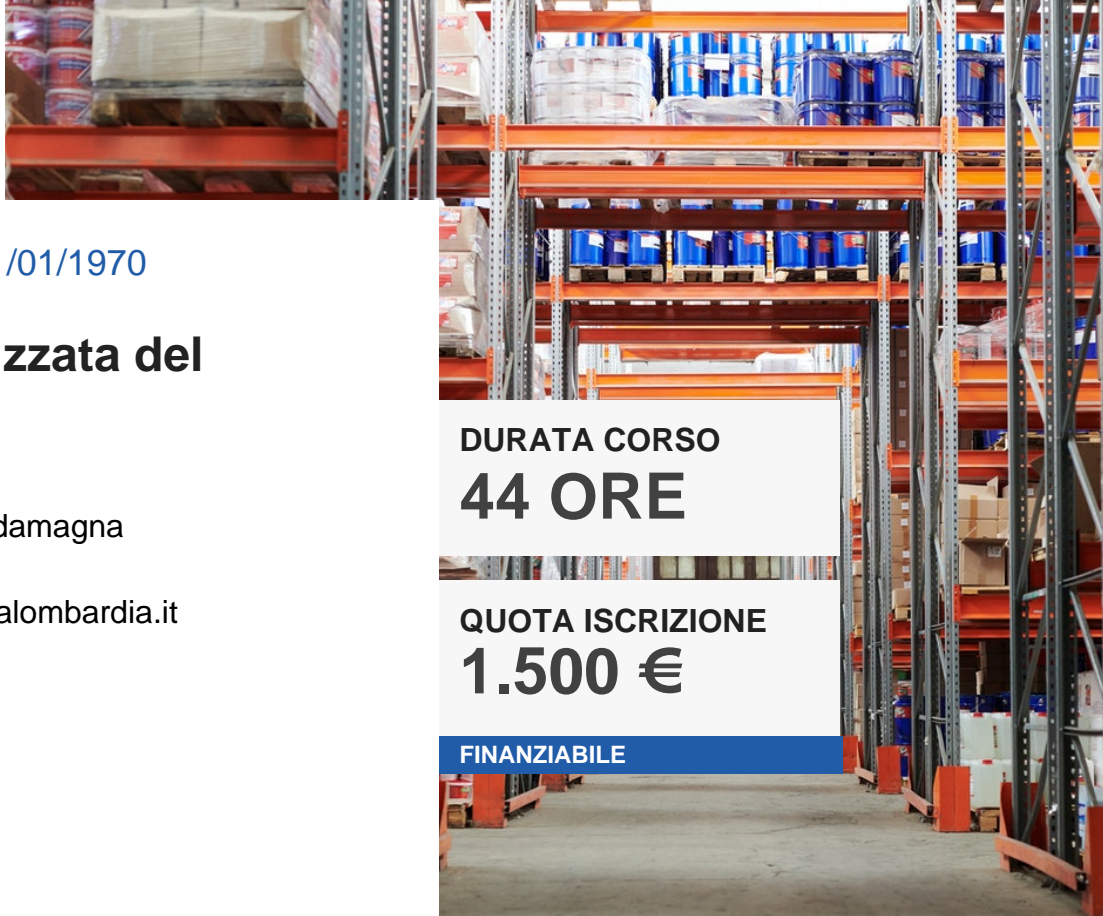 /01/1970
zzata del
damagna
alombardia.it
DURATA CORSO
44 ORE
QUOTA ISCRIZIONE
1.500 €
FINANZIABILE